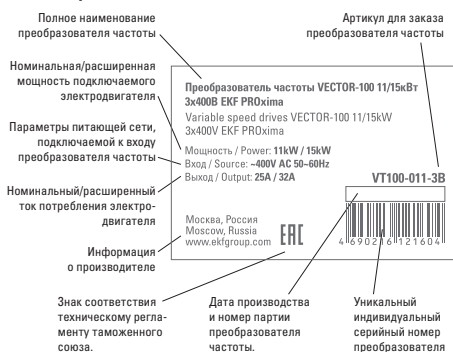 Полное наименование
преобразователя частоты
Артикул для заказа
преобразователя частоты
Номинальная/расширенная
мощность подключаемого
электродвигателя
Параметры питающей сети,
подключаемой к входу
преобразователя частоты
Номинальный/расширенный
ток потребления электро-
двигателя
Информация
о производителе
Преобразователь частоты VECTOR-100 11/15кВт
3х400В EKF PROxima
Variable speed drives VECTOR-100 11/15kW
3x400V EKF PROxima
Мощность / Power: 11kW / 15kW
Вход / Source: ~400V AC 50~60Hz
Выход / Output: 25A / 32A
VT100-011-3B
Москва, Россия
Moscow, Russia
www.ekfgroup.com
EAC
4 690216 121604
Знак соответствия
техническому регла-
менту таможенного
союза.
Дата производства
и номер партии
преобразователя
частоты.
Уникальный
индивидуальный
серийный номер
преобразователя